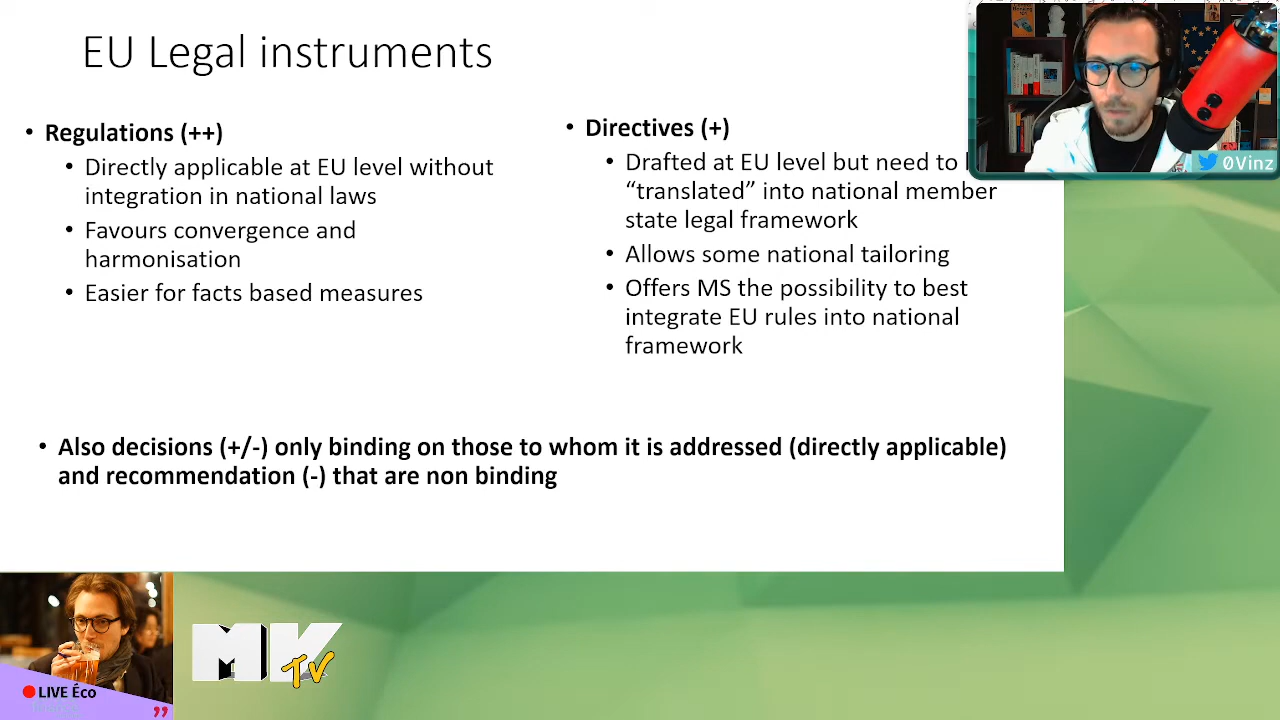 EU Legal instruments
• Regulations (++)
• Directly applicable at EU level without
integration in national laws
• Favours convergence and
harmonisation
• Easier for facts based measures
• Directives (+)
• Drafted at EU level but need to
“translated” into national member
state legal framework
• Allows some national tailoring
• Offers MS the possibility to best
integrate EU rules into national
framework
• Also decisions (+/-) only binding on those to whom it is addressed (directly applicable)
and recommendation (-) that are non binding
0Vinz
LIVE Éco
MV
TV